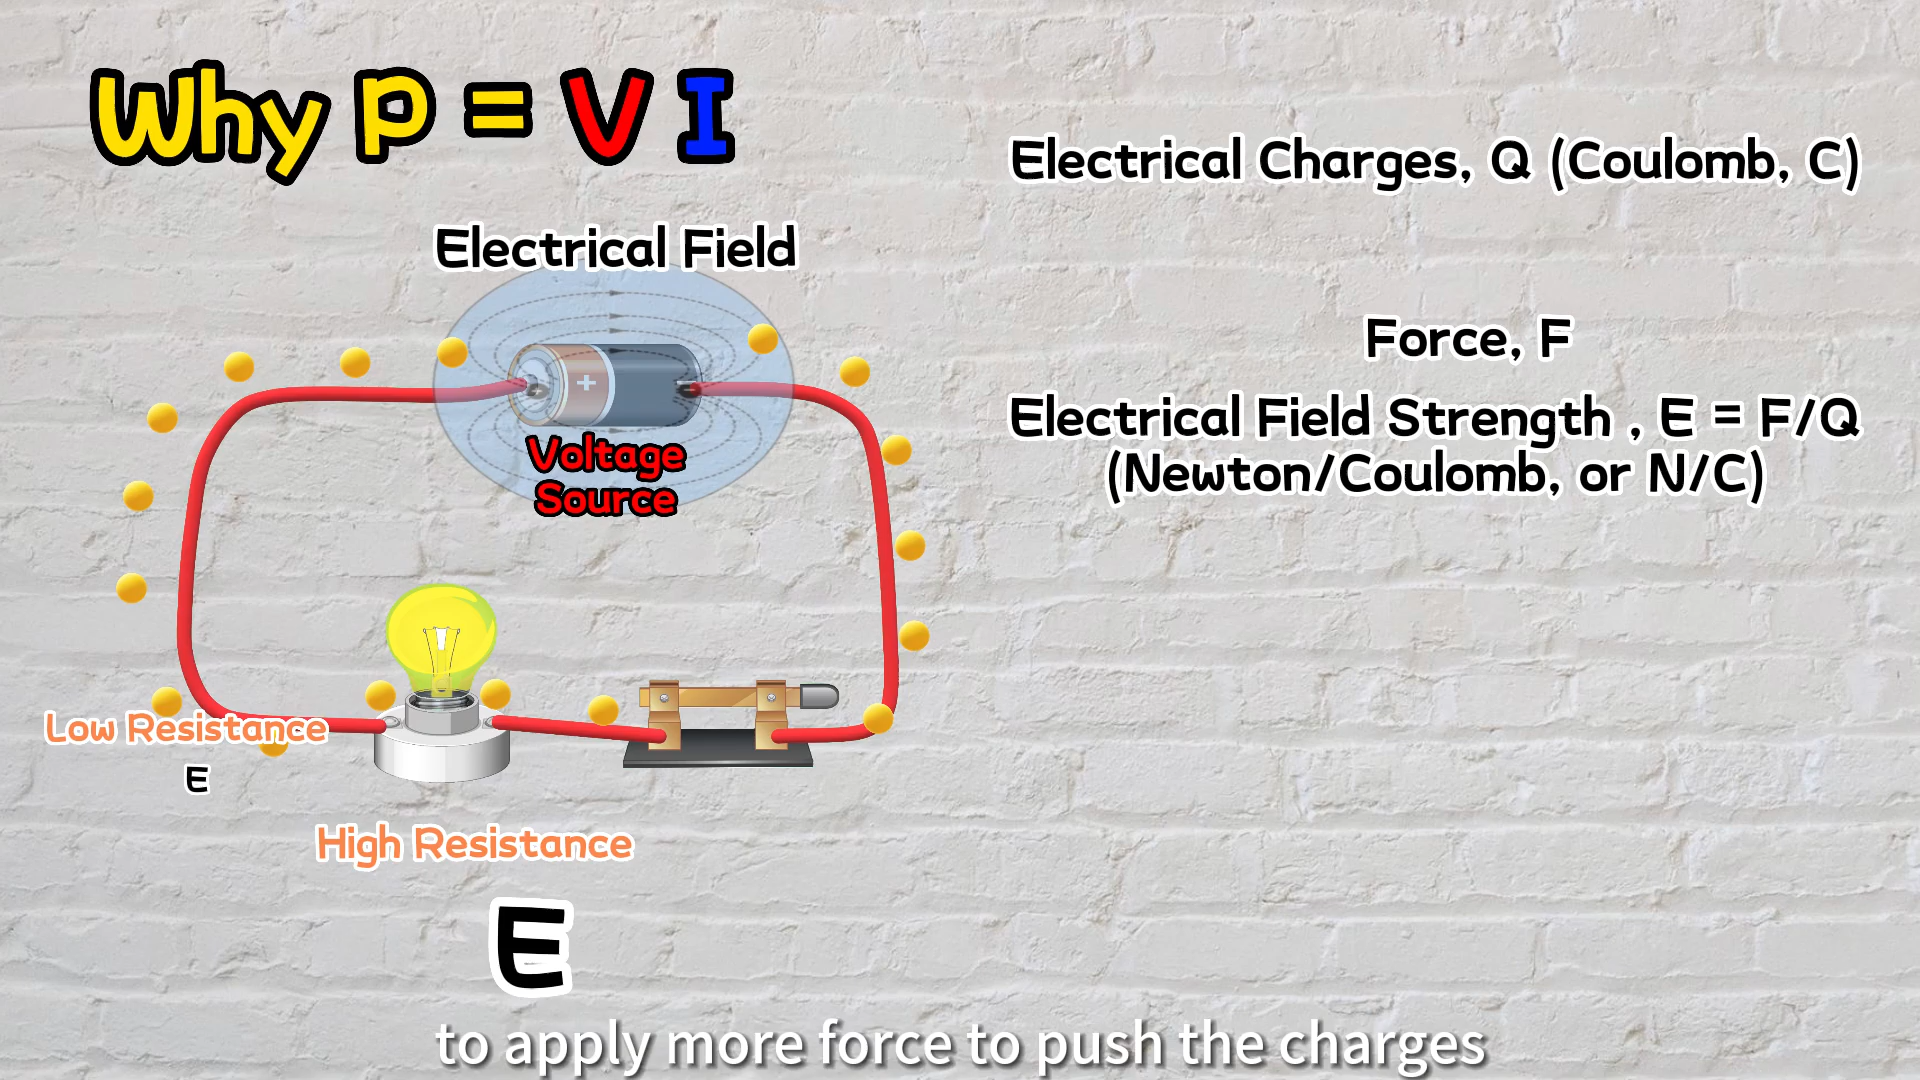 Why P = V I
Electrical Charges, Q (Coulomb, C)
Electrical Field
Force, F
Electrical Field Strength , E = F/Q
(Newton/Coulomb, or N/C)
+
Voltage
Source
Low Resistance
E
High Resistance
E
to apply more force to push the charges